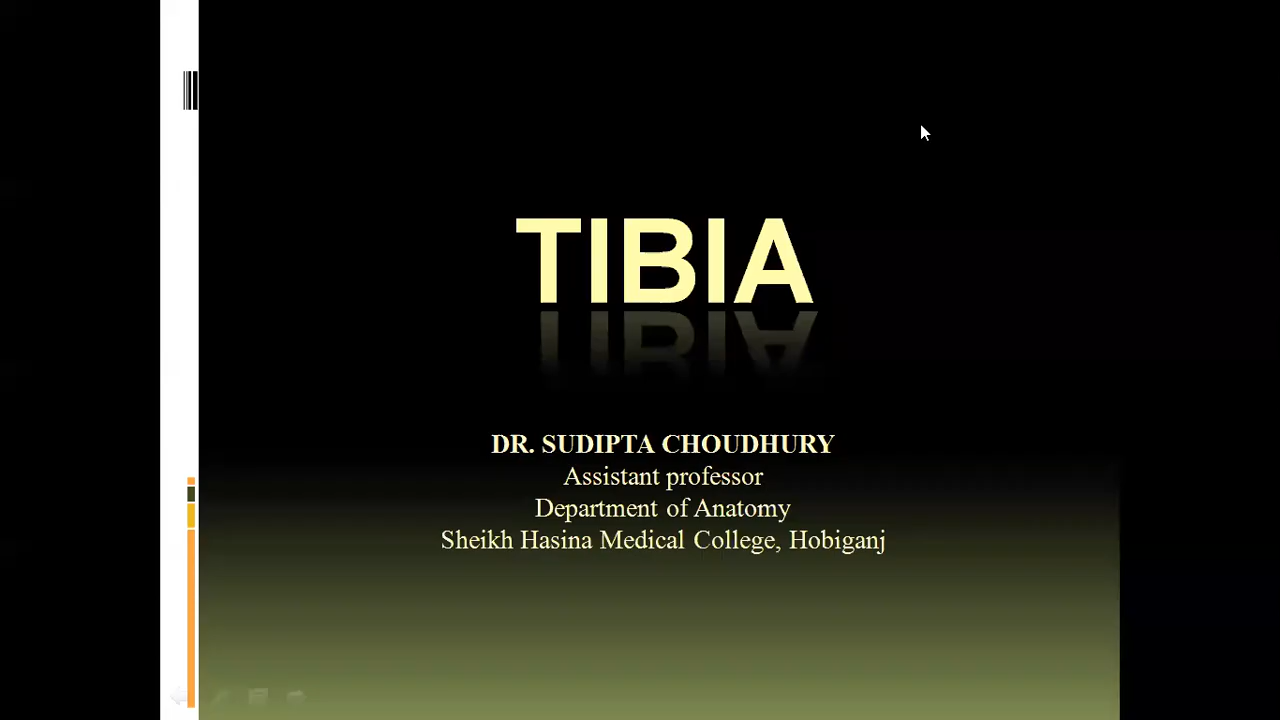 TIBIA
DR. SUDIPTA CHOUDHURY
Assistant professor
Department of Anatomy
Sheikh Hasina Medical College, Hobiganj